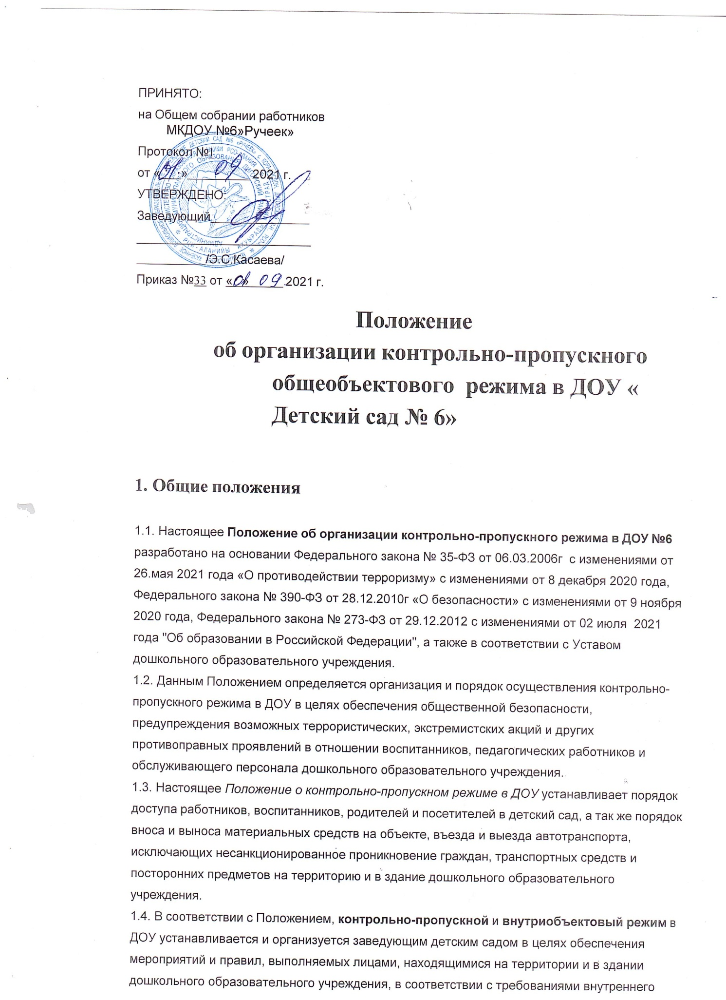 ПРИНЯТО:
на Общем собрании работников
МКДОУ №6»Ручеек»
Протокол №1
от «01» 09 2021 г.
УТВЕРЖДЕНО:
Заведующий
/Э.С.Касаева/
Приказ №33 от «01» 09.2021 г.
Положение
об организации контрольно-пропускного
общеобъектового режима в ДОУ «
Детский сад № 6»
1. Общие положения
1.1. Настоящее Положение об организации контрольно-пропускного режима в ДОУ №6
разработано на основании Федерального закона № 35-ФЗ от 06.03.2006г с изменениями от
26.мая 2021 года «О противодействии терроризму» с изменениями от 8 декабря 2020 года,
Федерального закона № 390-ФЗ от 28.12.2010г «О безопасности» с изменениями от 9 ноября
2020 года, Федерального закона № 273-ФЗ от 29.12.2012 с изменениями от 02 июля 2021
года "Об образовании в Российской Федерации", а также в соответствии с Уставом
дошкольного образовательного учреждения.
1.2. Данным Положением определяется организация и порядок осуществления контрольно-
пропускного режима в ДОУ в целях обеспечения общественной безопасности,
предупреждения возможных террористических, экстремистских акций и других
противоправных проявлений в отношении воспитанников, педагогических работников и
обслуживающего персонала дошкольного образовательного учреждения.
1.3. Настоящее Положение о контрольно-пропускном режиме в ДОУ устанавливает порядок
доступа работников, воспитанников, родителей и посетителей в детский сад, а так же порядок
вноса и выноса материальных средств на объекте, въезда и выезда автотранспорта,
исключающих несанкционированное проникновение граждан, транспортных средств и
посторонних предметов на территорию и в здание дошкольного образовательного
учреждения.
1.4. В соответствии с Положением, контрольно-пропускной и внутриобъектовый режим в
ДОУ устанавливается и организуется заведующим детским садом в целях обеспечения
мероприятий и правил, выполняемых лицами, находящимися на территории и в здании
дошкольного образовательного учреждения, в соответствии с требованиями внутреннего